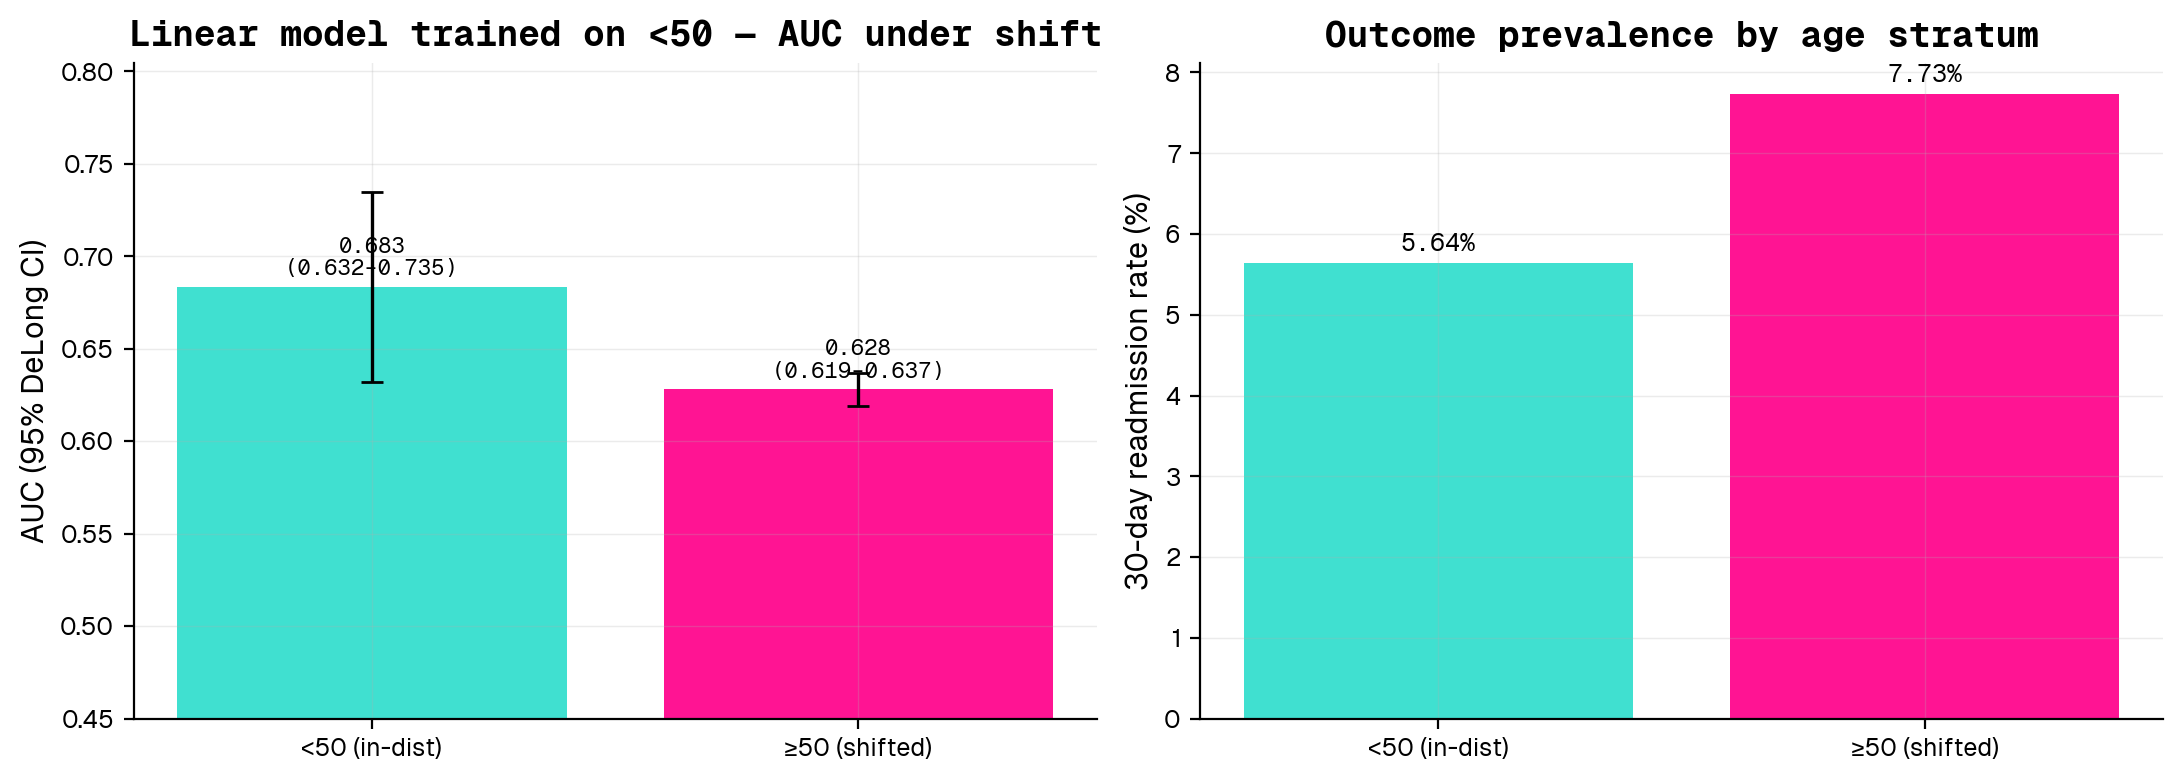 Linear model trained on <50 — AUC under shift
AUC (95% DeLong CI)
0.80
0.75
0.70
0.65
0.60
0.55
0.50
0.45
0.683
(0.632–0.735)
0.628
(0.619–0.637)
<50 (in-dist)
≥50 (shifted)
Outcome prevalence by age stratum
30-day readmission rate (%)
8
7
6
5
4
3
2
1
0
5.64%
7.73%
<50 (in-dist)
≥50 (shifted)